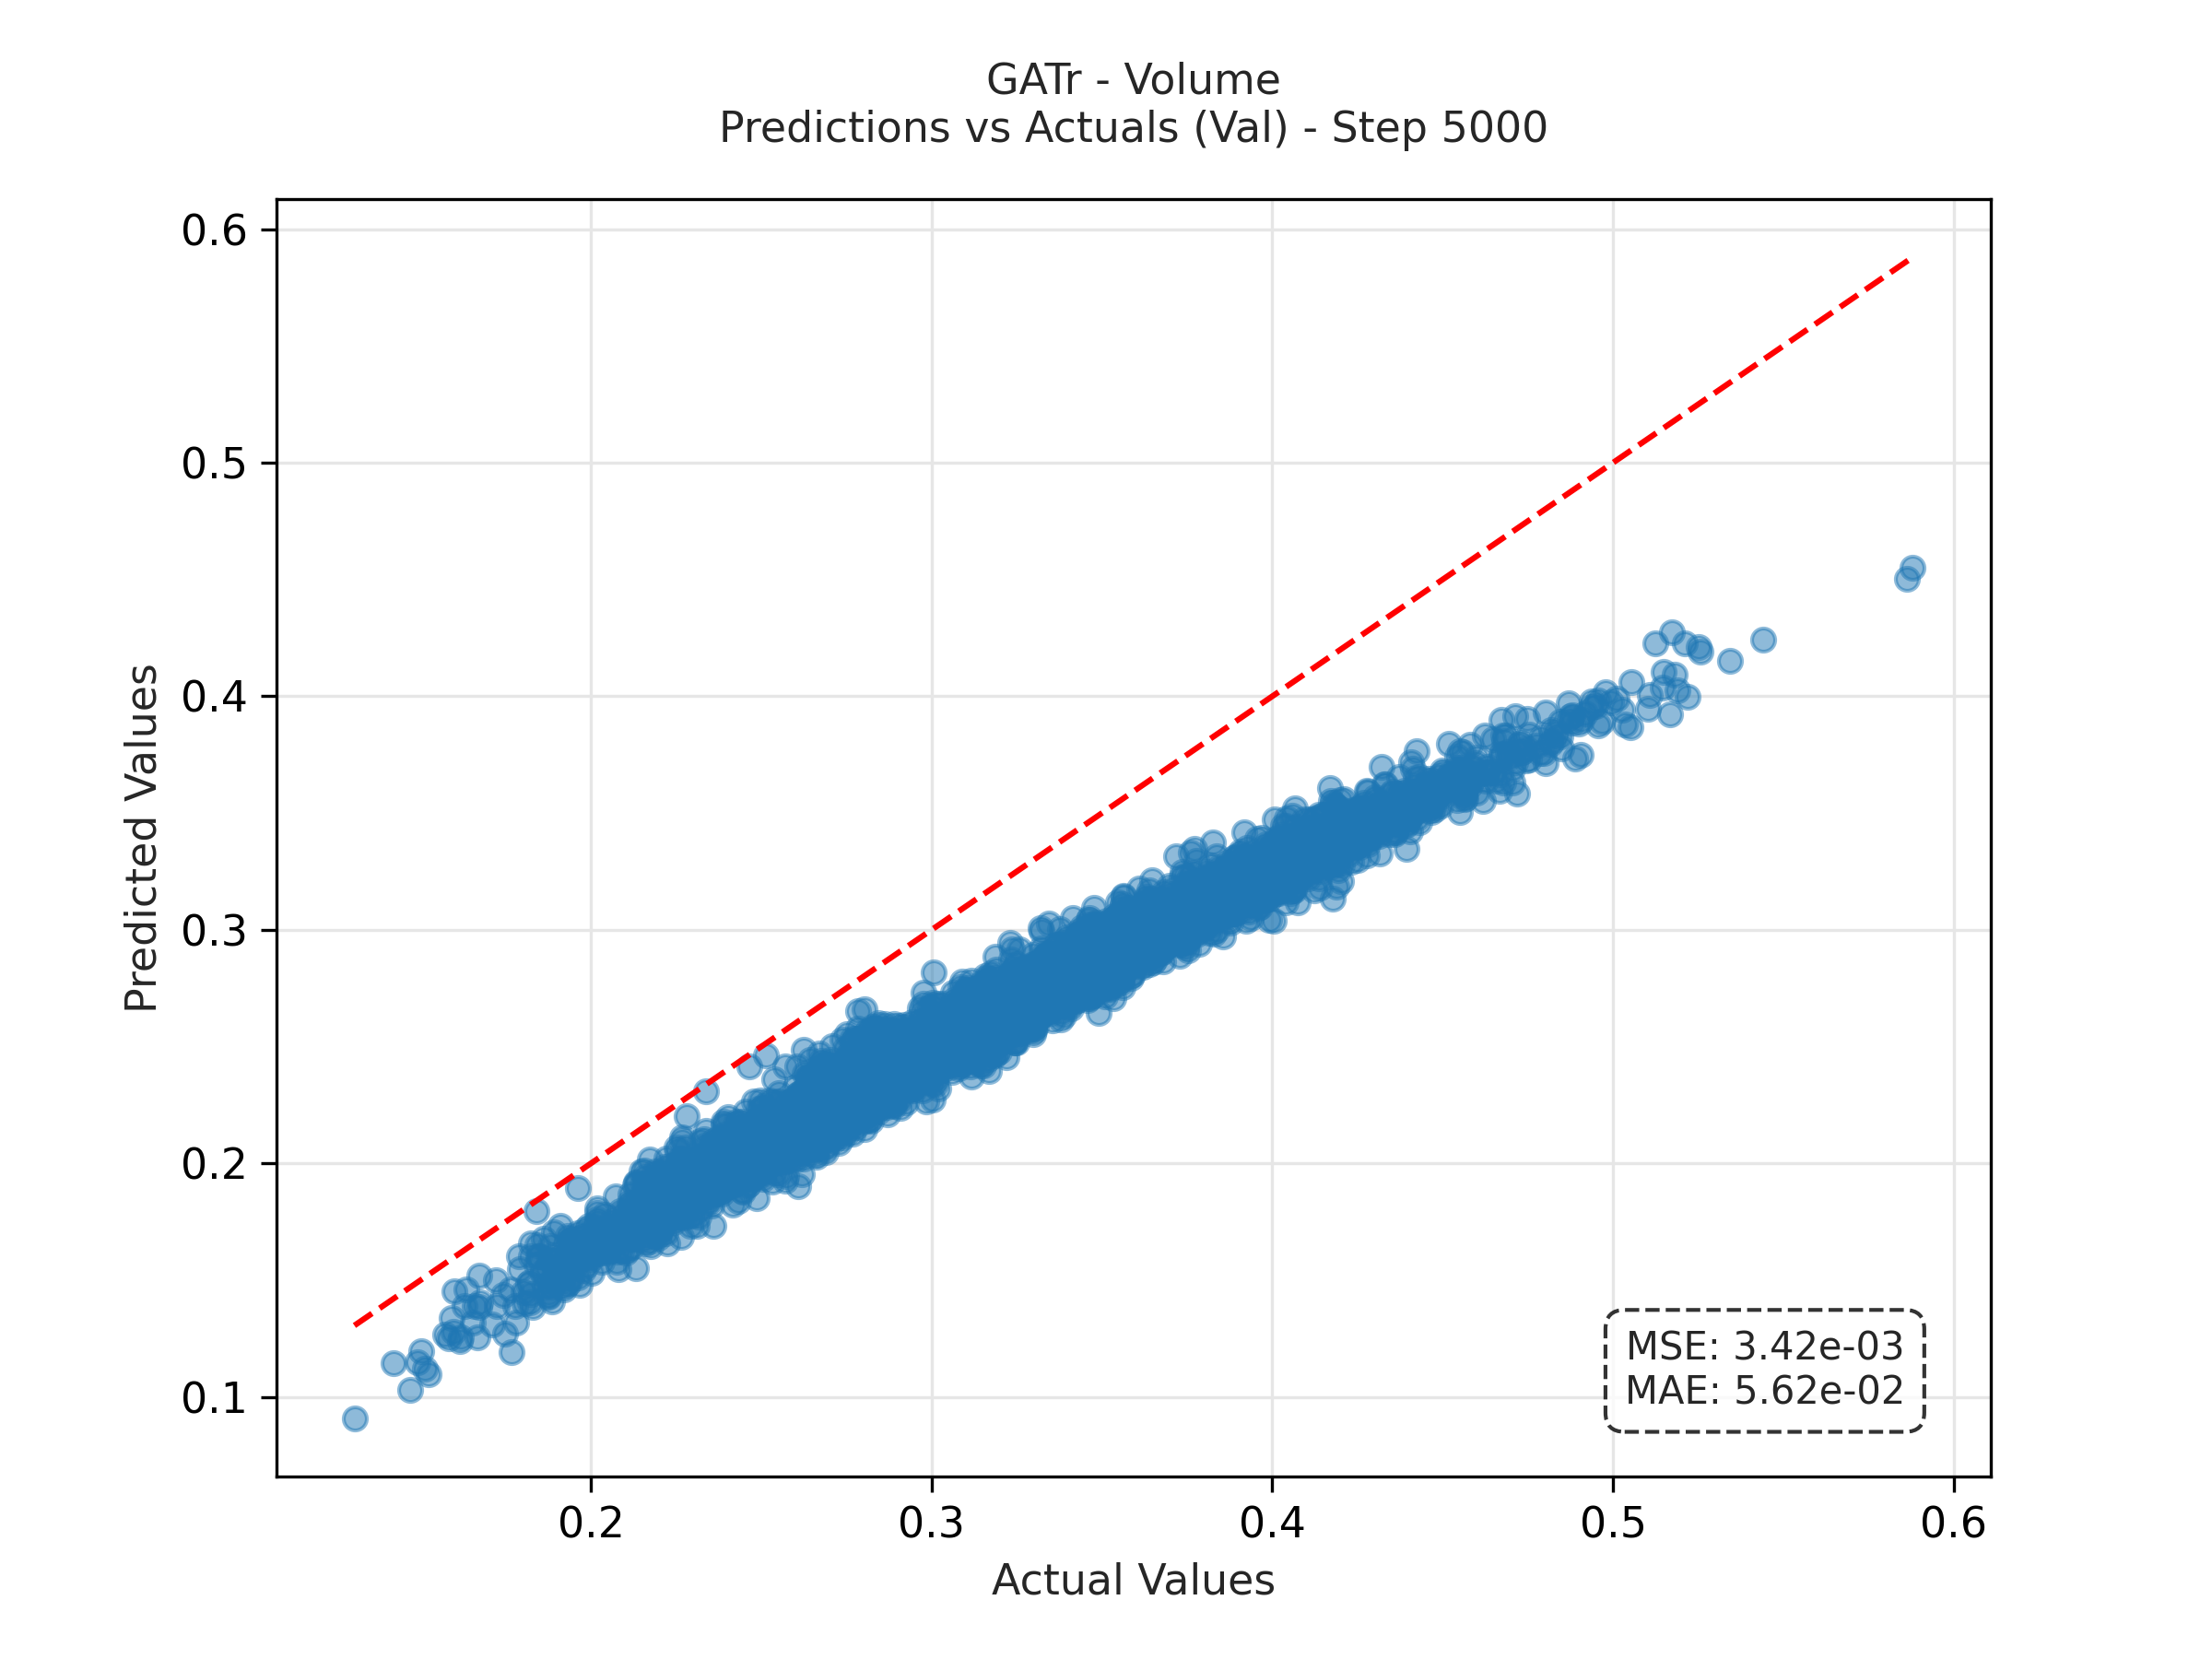 GATr - Volume
Predictions vs Actuals (Val) - Step 5000
0.6
0.5
0.4
0.3
0.2
0.1
Predicted Values
MSE: 3.42e-03
MAE: 5.62e-02
0.2 0.3 0.4 0.5 0.6
Actual Values